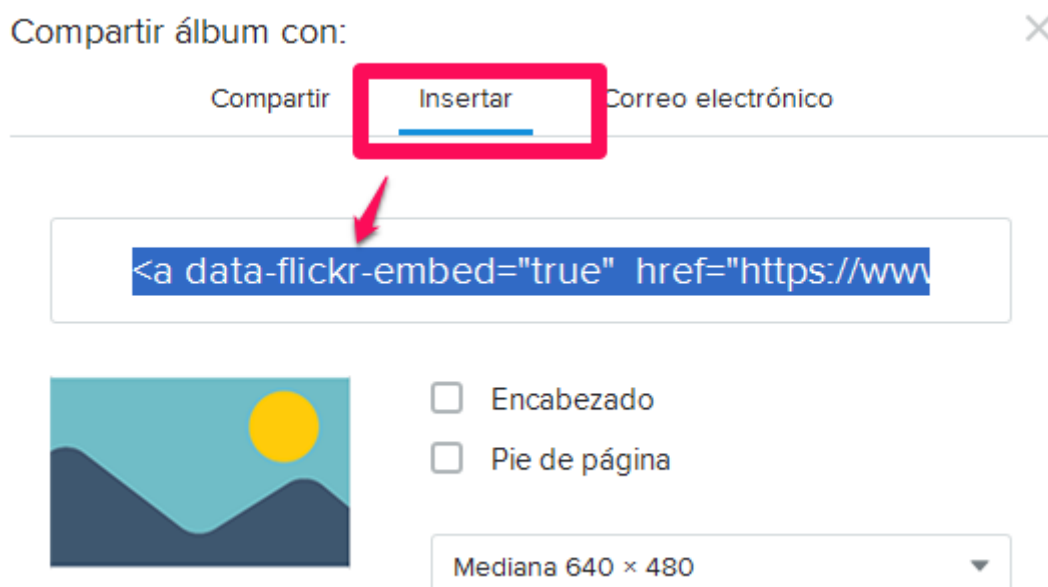 Compartir álbum con:
Compartir Insertar Correo electrónico
<a data-flickr-embed="true" href="https://www
Encabezado
Pie de página
Mediana 640 × 480